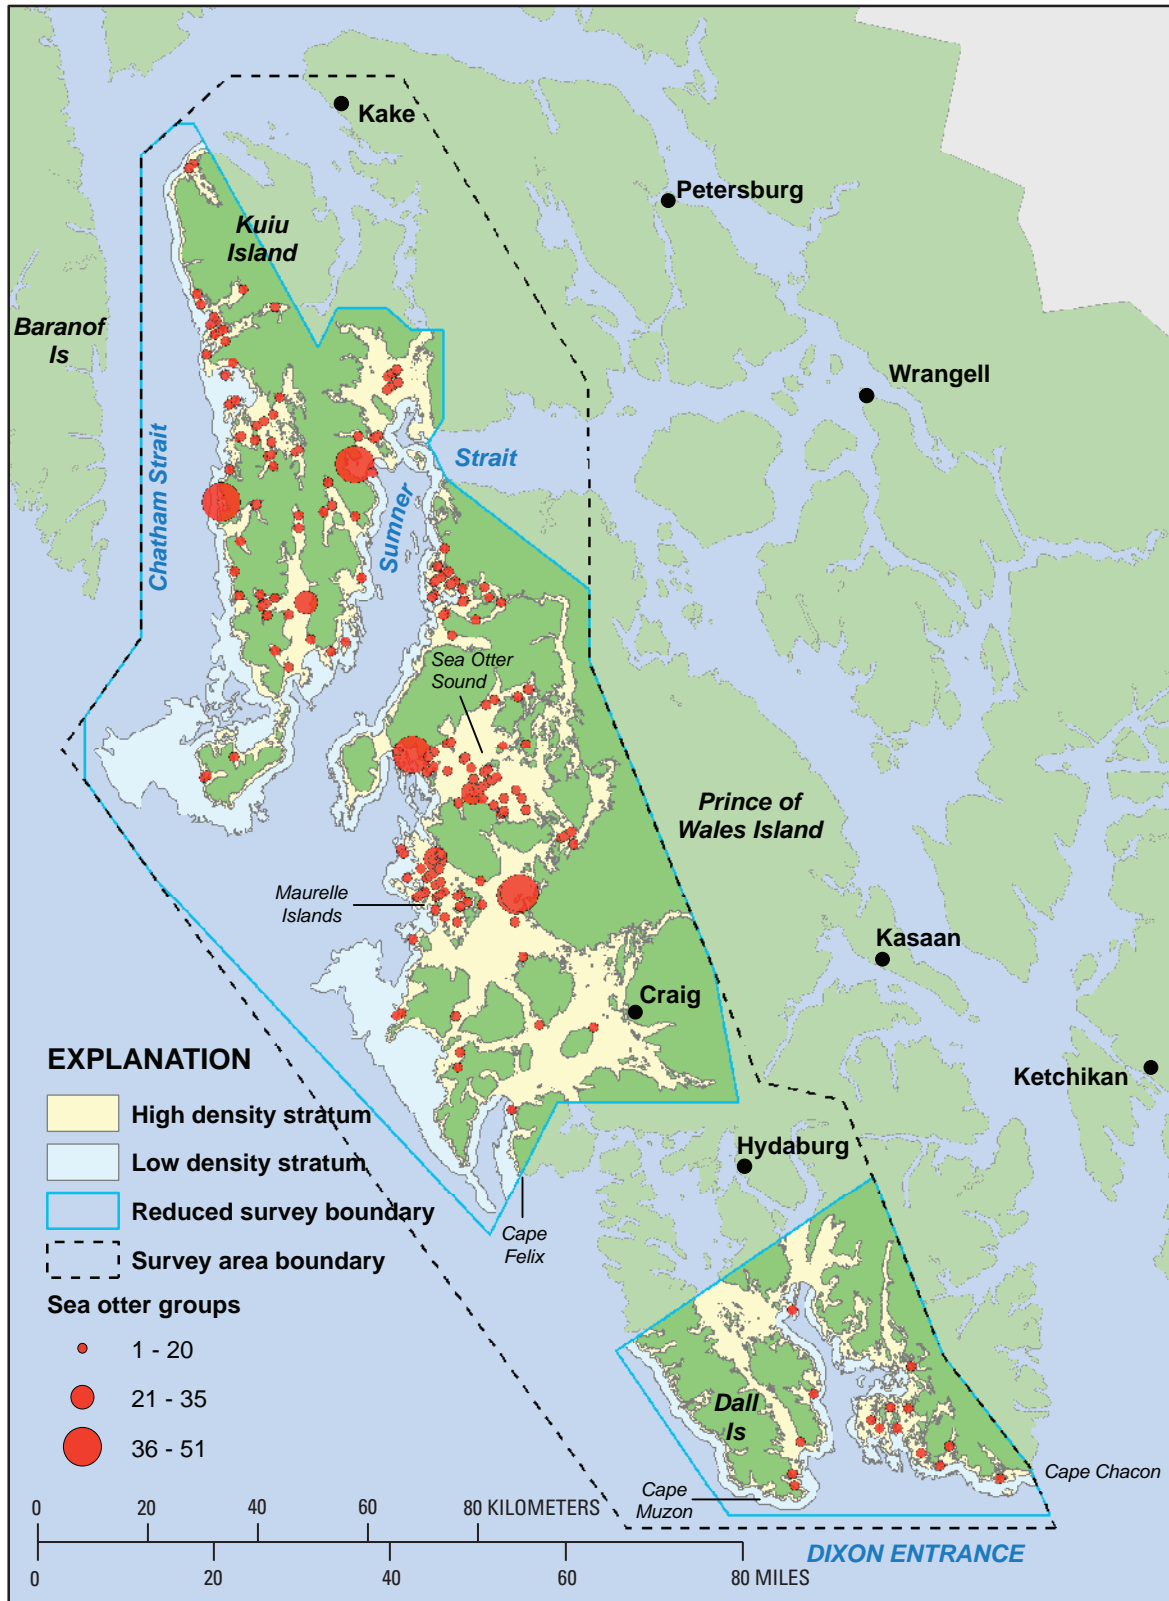 Kake
Petersburg
Kuiu
Island
Baranof
Is
Wrangell
Chatham Strait
Strait
Sumner
Sea Otter
Sound
Prince of
Wales Island
Maurelle
Islands
Kasaan
Craig
Ketchikan
Hydaburg
Cape
Felix
Dall
Is
Cape
Muzon
Cape Chacon
DIXON ENTRANCE
EXPLANATION
High density stratum
Low density stratum
Reduced survey boundary
Survey area boundary
Sea otter groups
1 - 20
21 - 35
36 - 51
0 20 40 60 80 KILOMETERS
0 20 40 60 80 MILES